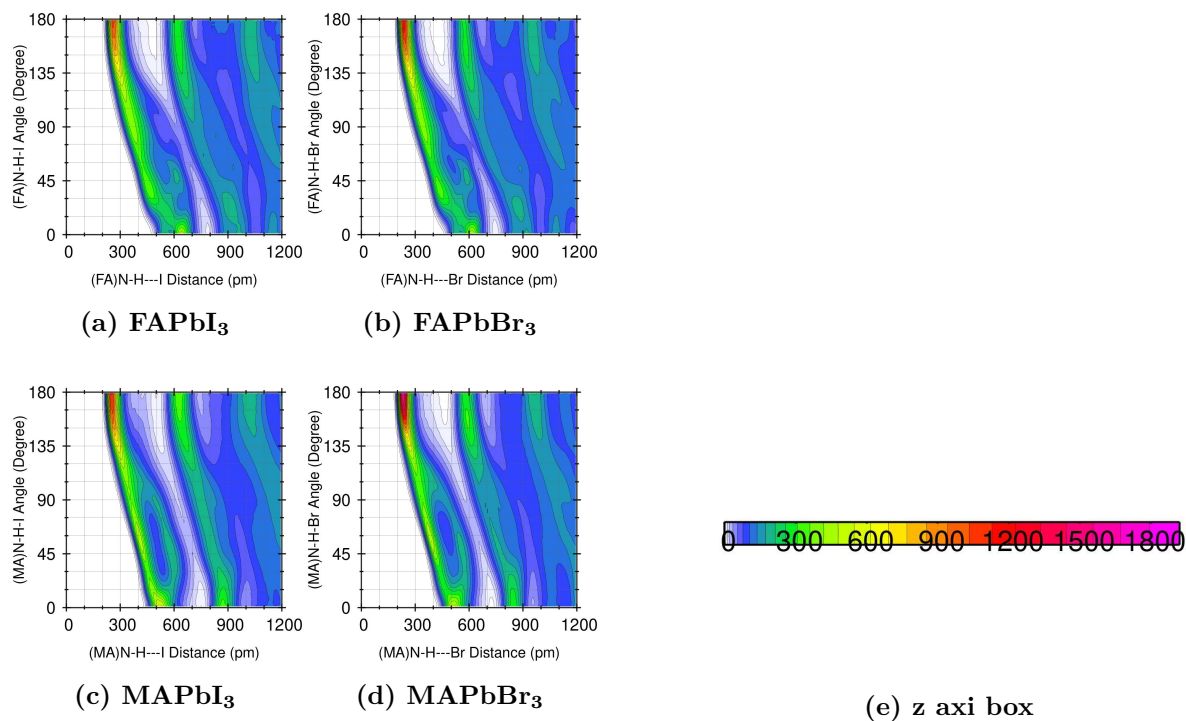 180 180
135 135
90 90
45 45
0 0
(FA)N-H-I Angle (Degree)
(FA)N-H-Br Angle (Degree)
0 300 600 900 1200 0 300 600 900 1200
(FA)N-H---I Distance (pm) (FA)N-H---Br Distance (pm)
(a) FAPbI₃ (b) FAPbBr₃
180 180
135 135
90 90
45 45
0 0
(MA)N-H-I Angle (Degree)
(MA)N-H-Br Angle (Degree)
0 300 600 900 1200 0 300 600 900 1200
(MA)N-H---I Distance (pm) (MA)N-H---Br Distance (pm)
(c) MAPbI₃ (d) MAPbBr₃
0 300 600 900 1200 1500 1800
(e) z axi box